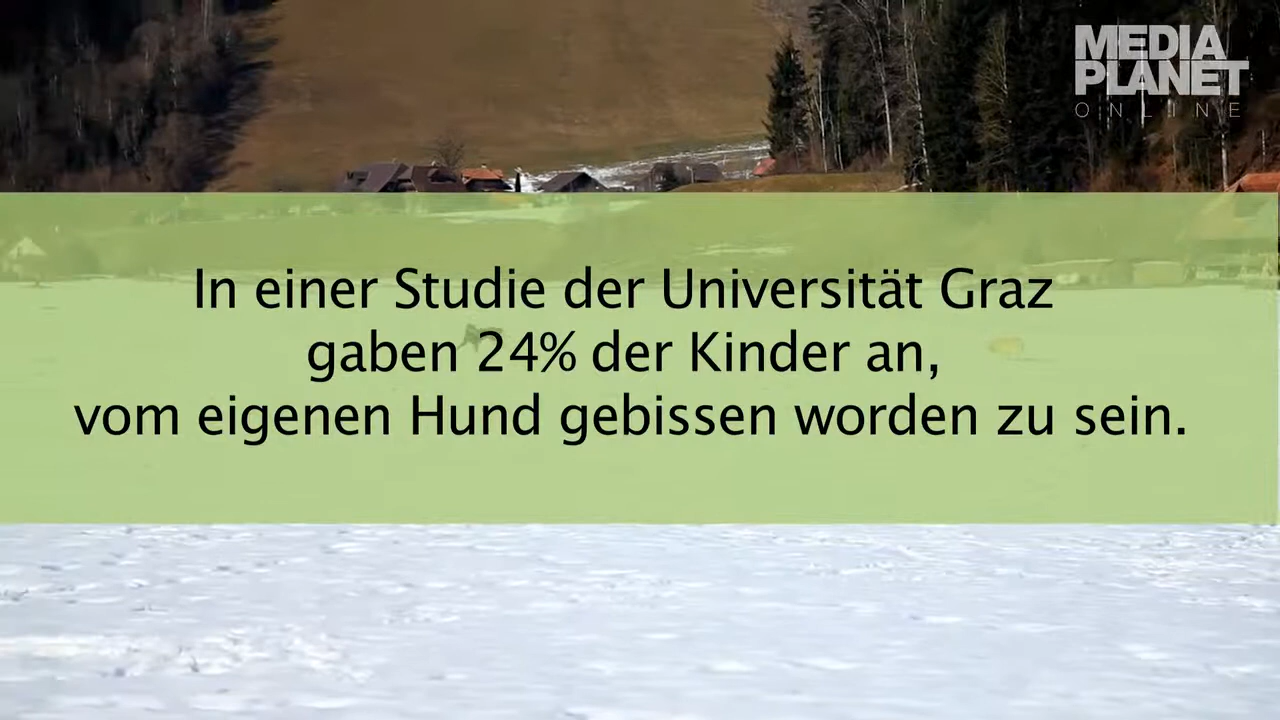 MEDIA
PLANET
ONLINE
In einer Studie der Universität Graz
gaben 24% der Kinder an,
vom eigenen Hund gebissen worden zu sein.